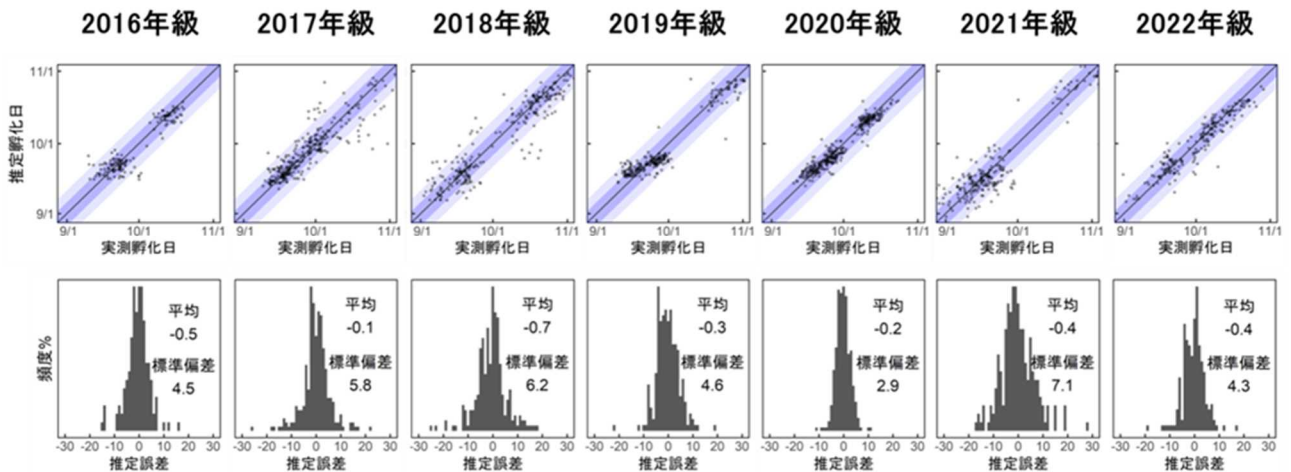 2016年級 2017年級 2018年級 2019年級 2020年級 2021年級 2022年級
推定孵化日
11/1
10/1
9/1
9/1 10/1 11/1 9/1 10/1 11/1 9/1 10/1 11/1 9/1 10/1 11/1 9/1 10/1 11/1 9/1 10/1 11/1 9/1 10/1 11/1
実測孵化日 実測孵化日 実測孵化日 実測孵化日 実測孵化日 実測孵化日 実測孵化日
頻度%
平均 平均 平均 平均 平均 平均 平均
-0.5 -0.1 -0.7 -0.3 -0.2 -0.4 -0.4
標準偏差 標準偏差 標準偏差 標準偏差 標準偏差 標準偏差 標準偏差
4.5 5.8 6.2 4.6 2.9 7.1 4.3
-30 -20 -10 0 10 20 30 -30 -20 -10 0 10 20 30 -30 -20 -10 0 10 20 30 -30 -20 -10 0 10 20 30 -30 -20 -10 0 10 20 30 -30 -20 -10 0 10 20 30 -30 -20 -10 0 10 20 30
推定誤差 推定誤差 推定誤差 推定誤差 推定誤差 推定誤差 推定誤差